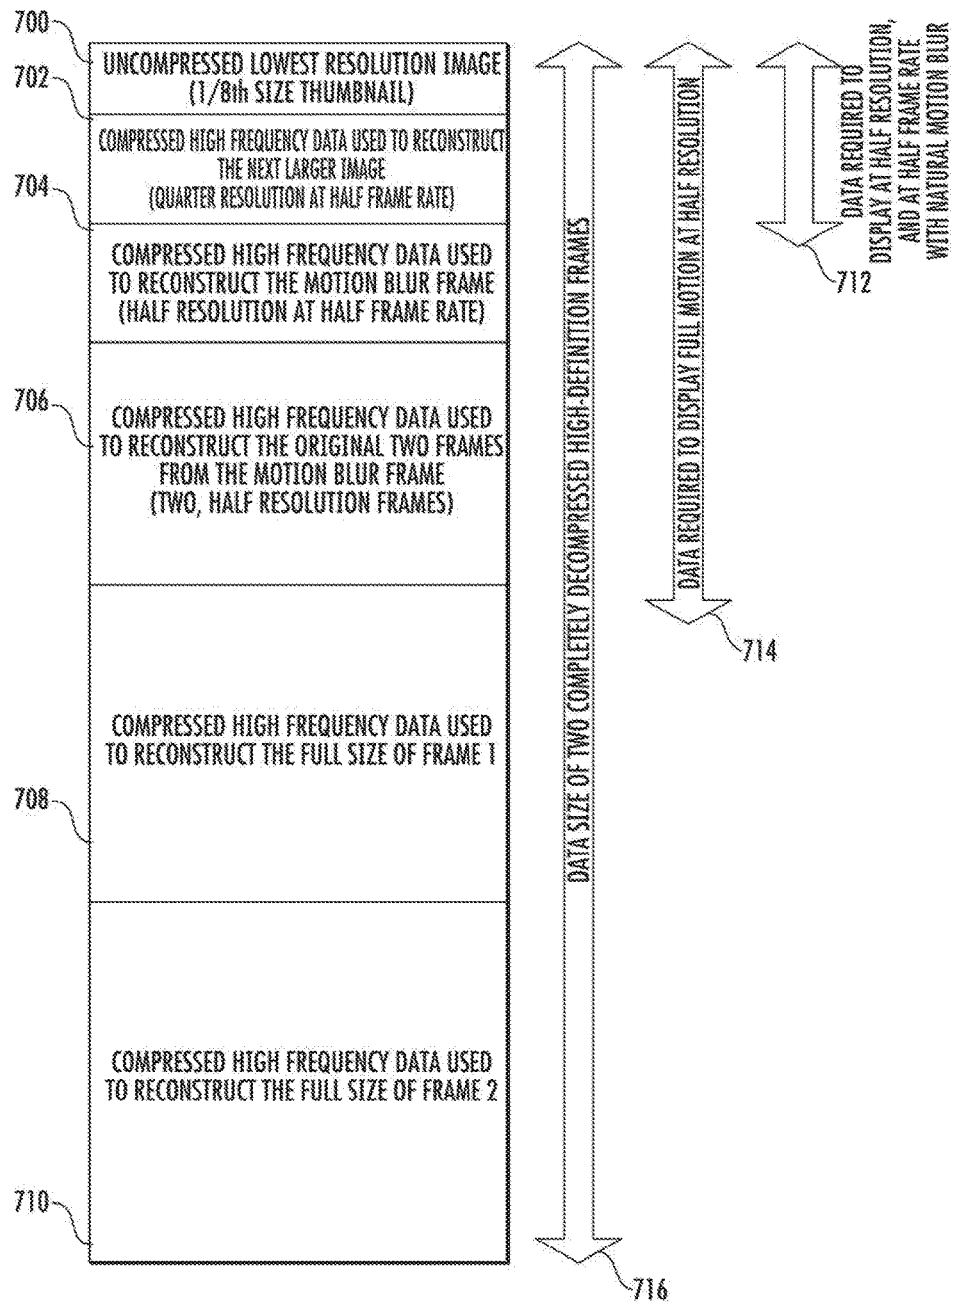 700
UNCOMPRESSED LOWEST RESOLUTION IMAGE
(1/8th SIZE THUMBNAIL)
702
COMPRESSED HIGH FREQUENCY DATA USED TO RECONSTRUCT
THE NEXT LARGER IMAGE
(QUARTER RESOLUTION AT HALF FRAME RATE)
704
COMPRESSED HIGH FREQUENCY DATA USED
TO RECONSTRUCT THE MOTION BLUR FRAME
(HALF RESOLUTION AT HALF FRAME RATE)
706
COMPRESSED HIGH FREQUENCY DATA USED
TO RECONSTRUCT THE ORIGINAL TWO FRAMES
FROM THE MOTION BLUR FRAME
(TWO, HALF RESOLUTION FRAMES)
COMPRESSED HIGH FREQUENCY DATA USED
TO RECONSTRUCT THE FULL SIZE OF FRAME 1
708
COMPRESSED HIGH FREQUENCY DATA USED
TO RECONSTRUCT THE FULL SIZE OF FRAME 2
710
DATA SIZE OF TWO COMPLETELY DECOMPRESSED HIGH-DEFINITION FRAMES
716
DATA REQUIRED TO DISPLAY FULL MOTION AT HALF RESOLUTION
714
DATA REQUIRED TO
DISPLAY AT HALF RESOLUTION,
AND AT HALF FRAME RATE
WITH NATURAL MOTION BLUR
712